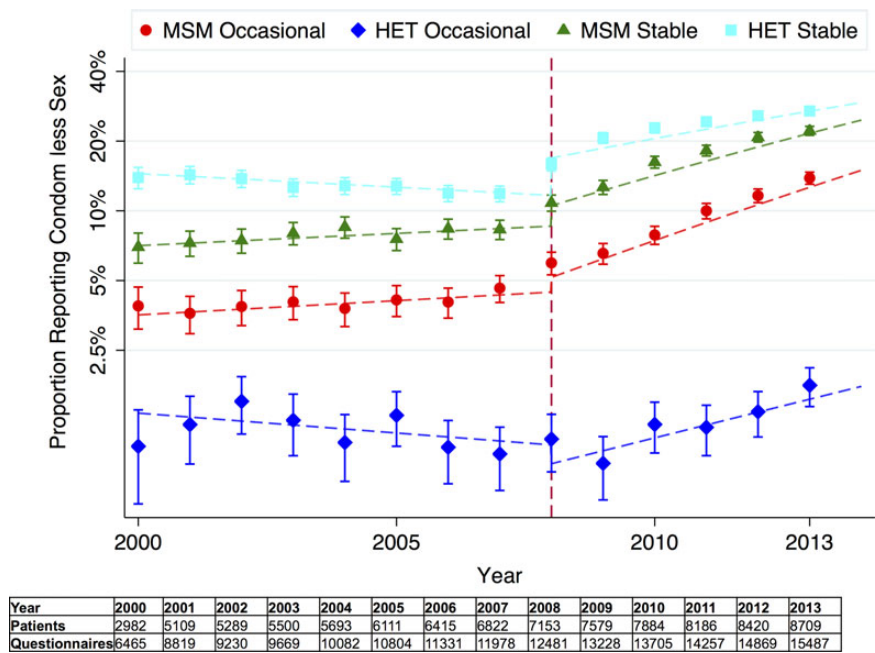 MSM Occasional HET Occasional MSM Stable HET Stable
Proportion Reporting Condom less Sex
40%
20%
10%
5%
2.5%
2000 2005 2010 2013
Year
Year 2000 2001 2002 2003 2004 2005 2006 2007 2008 2009 2010 2011 2012 2013
Patients 2982 5109 5289 5500 5693 6111 6415 6822 7153 7579 7884 8186 8420 8709
Questionnaires 6465 8819 9230 9669 10082 10804 11331 11978 12481 13228 13705 14257 14869 15487